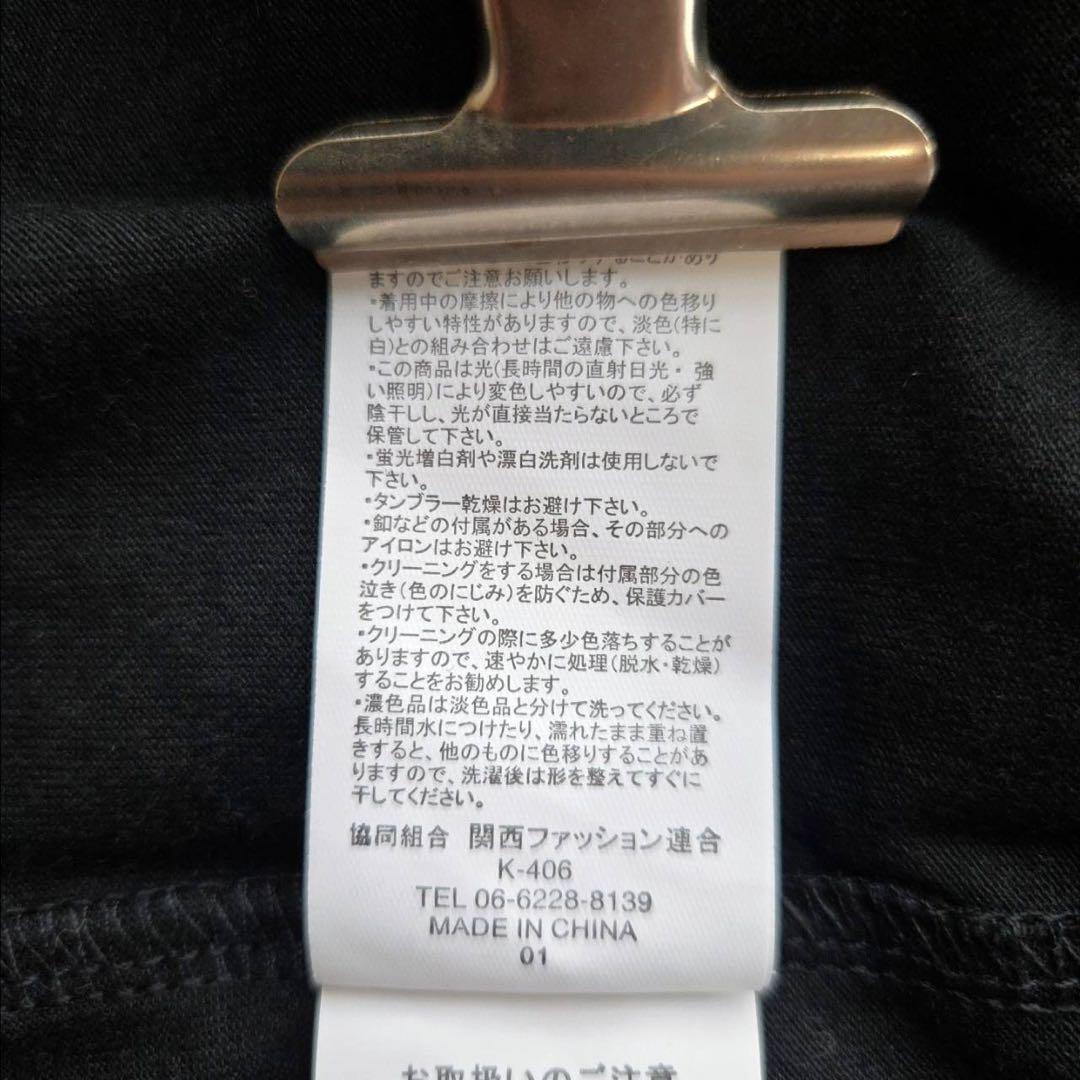 することがあり
ますのでご注意お願いします。
・着用中の摩擦により他の物への色移り
しやすい特性がありますので、淡色(特に
白)との組み合わせはご遠慮下さい。
・この商品は光(長時間の直射日光・ 強
い照明)により変色しやすいので、必ず
陰干しし、光が直接当たらないところで
保管して下さい。
・蛍光増白剤や漂白洗剤は使用しないで
下さい。
・タンブラー乾燥はお避け下さい。
・釦などの付属がある場合、その部分への
アイロンはお避け下さい。
・クリーニングをする場合は付属部分の色
泣き(色のにじみ)を防ぐため、保護カバー
をつけて下さい。
・クリーニングの際に多少色落ちすることが
ありますので、速やかに処理(脱水・乾燥)
することをお勧めします。
・濃色品は淡色品と分けて洗ってください。
長時間水につけたり、濡れたまま重ね置
きすると、他のものに色移りすることがあ
りますので、洗濯後は形を整えてすぐに
干してください。
協同組合 関西ファッション連合
K-406
TEL 06-6228-8139
MADE IN CHINA
01
お取扱いのご注意